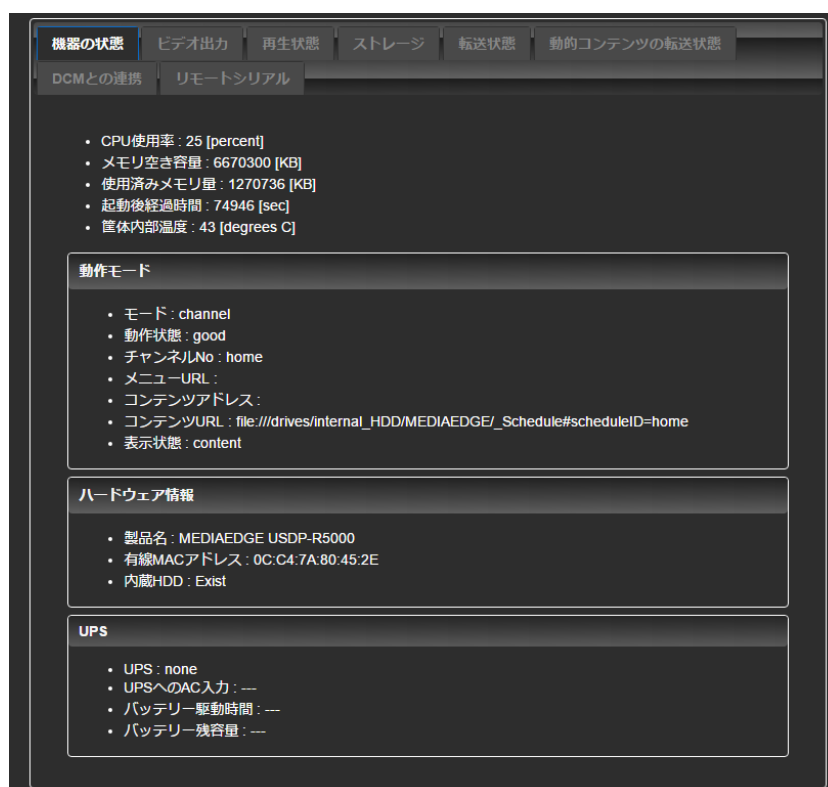 機器の状態 ビデオ出力 再生状態 ストレージ 転送状態 動的コンテンツの転送状態
DCMとの連携 リモートシリアル
• CPU使用率 : 25 [percent]
• メモリ空き容量 : 6670300 [KB]
• 使用済みメモリ量 : 1270736 [KB]
• 起動後経過時間 : 74946 [sec]
• 筐体内部温度 : 43 [degrees C]
動作モード
• モード : channel
• 動作状態 : good
• チャンネルNo : home
• メニューURL :
• コンテンツアドレス :
• コンテンツURL : file:///drives/internal_HDD/MEDIAEDGE/_Schedule#scheduleID=home
• 表示状態 : content
ハードウェア情報
• 製品名 : MEDIAEDGE USDP-R5000
• 有線MACアドレス : 0C:C4:7A:80:45:2E
• 内蔵HDD : Exist
UPS
• UPS : none
• UPSへのAC入力 : ---
• バッテリー駆動時間 : ---
• バッテリー残容量 : ---